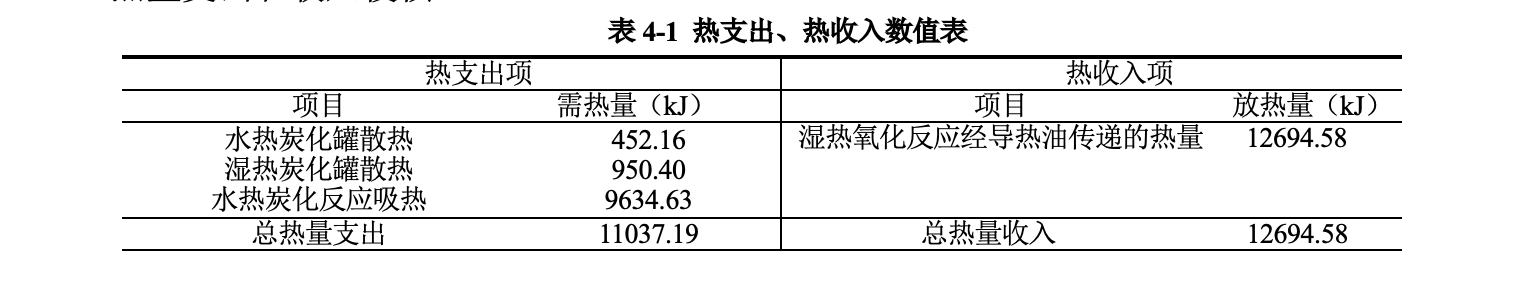 表 4-1 热支出、热收入数值表
热支出项 热收入项
项目 需热量（kJ） 项目 放热量（kJ）
水热炭化罐散热 452.16 湿热氧化反应经导热油传递的热量 12694.58
湿热炭化罐散热 950.40
水热炭化反应吸热 9634.63
总热量支出 11037.19 总热量收入 12694.58